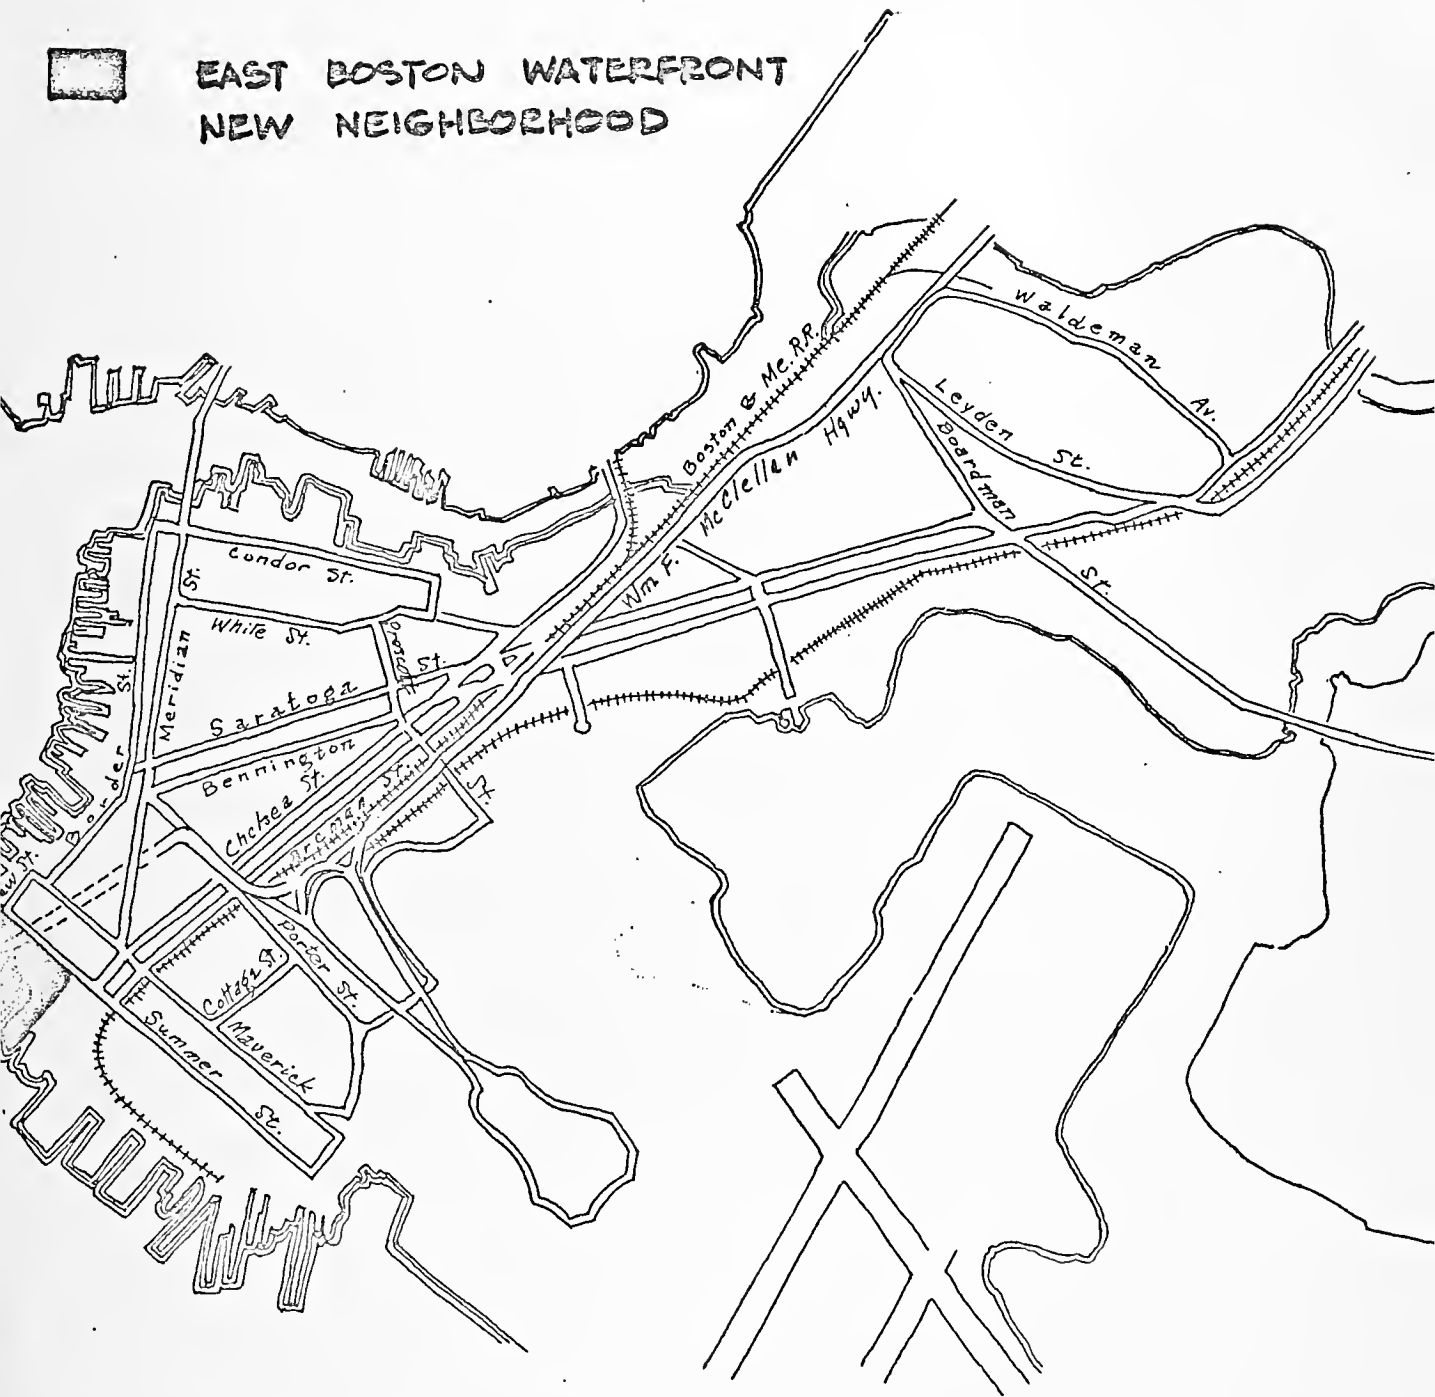 EAST BOSTON WATERFRONT
NEW NEIGHBORHOOD
Waldeman Av.
Boston & Me. R.R.
Leyden St.
Wm F. McClellan Hgwy.
Boardman St.
Condor St.
White St.
Prescott St.
Meridian St.
Saratoga St.
Bennington
Border St.
Chelsea St.
Bremen St.
Porter St.
Cottage St.
Maverick
Summer St.